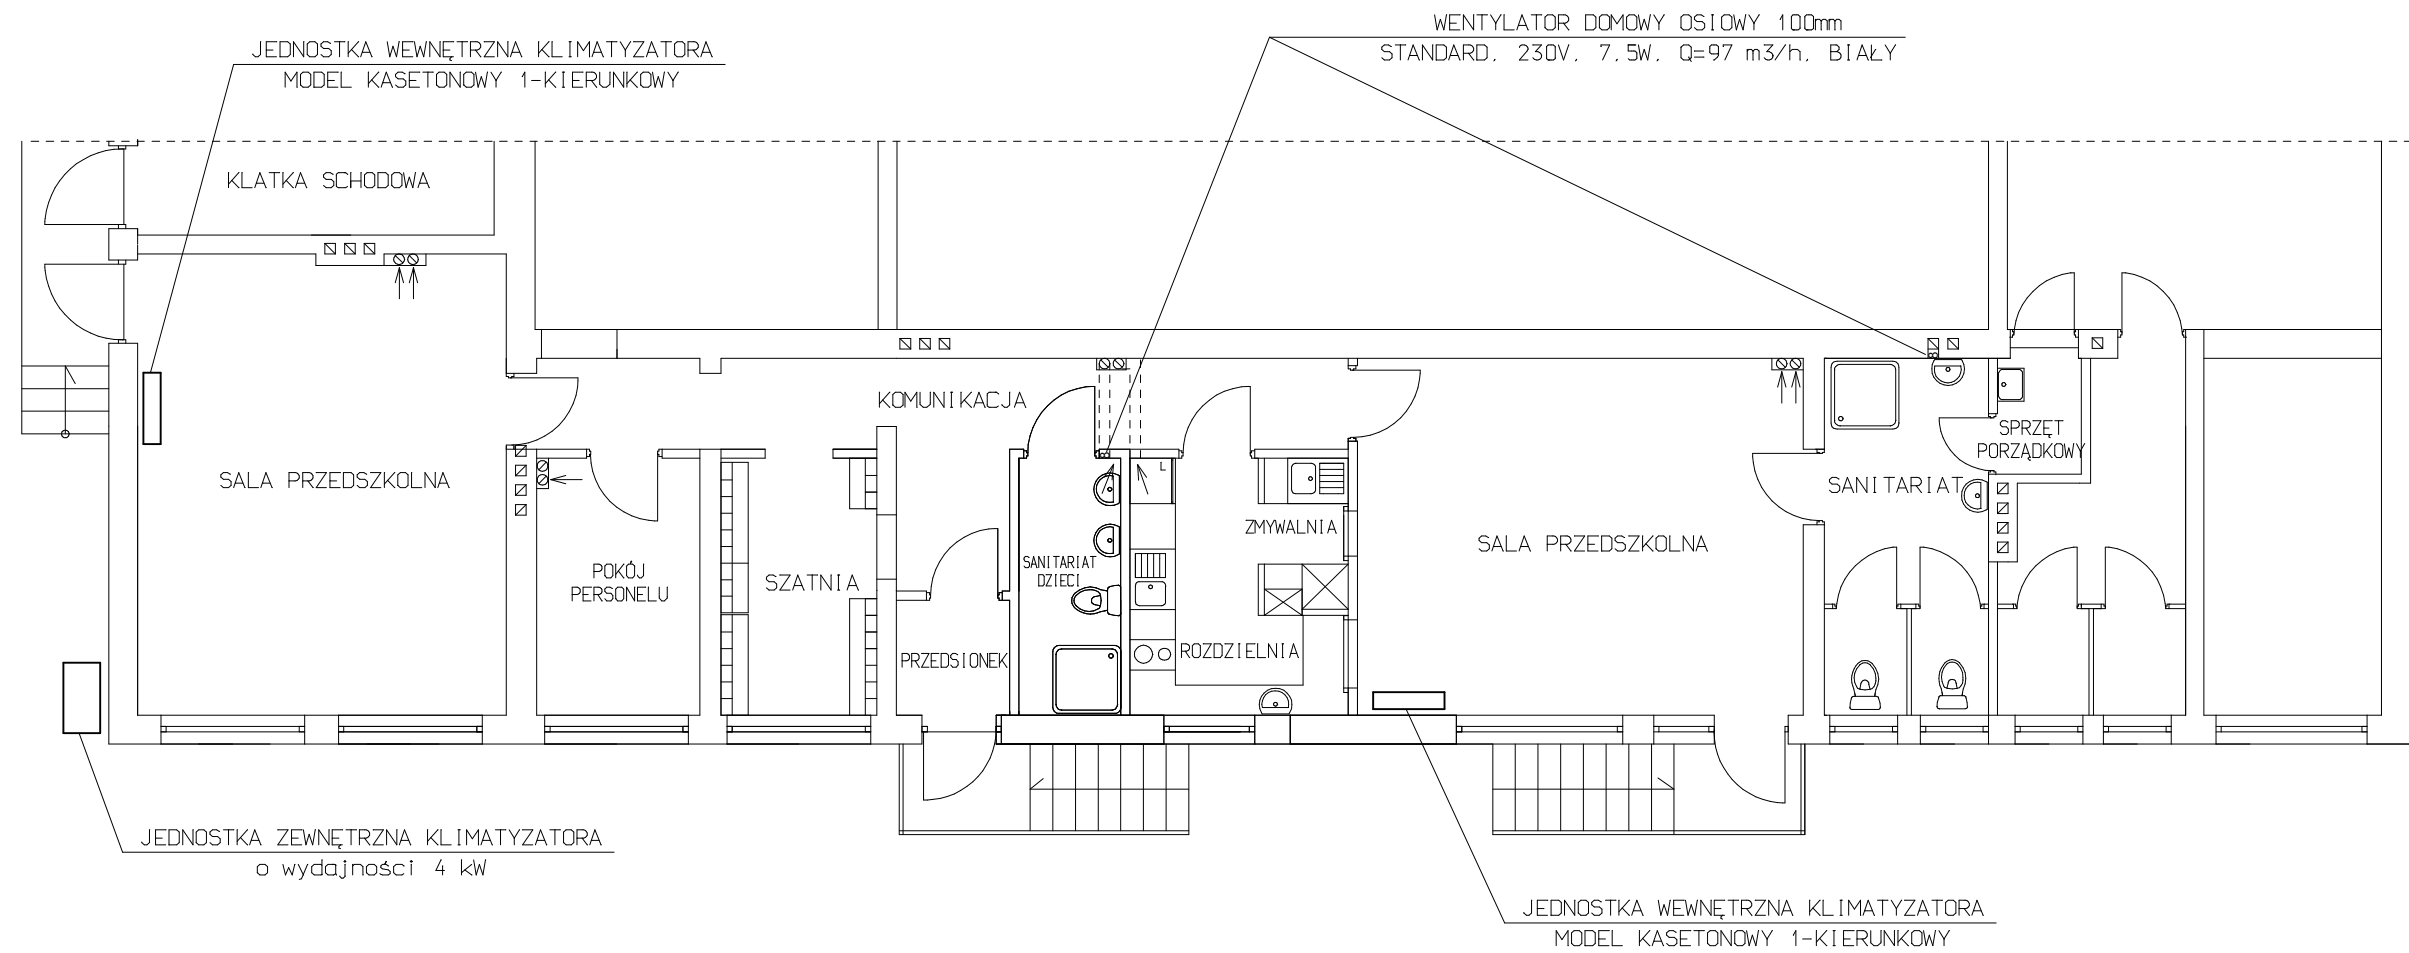 WENTYLATOR DOMOWY OSIOWY 100mm
STANDARD, 230V, 7,5W, Q=97 m3/h, BIAŁY
JEDNOSTKA WEWNĘTRZNA KLIMATYZATORA
MODEL KASETONOWY 1-KIERUNKOWY
KLATKA SCHODOWA
KOMUNIKACJA
SPRZĘT
PORZĄDKOWY
SALA PRZEDSZKOLNA
L
SANITARIAT
ZMYWALNIA
SALA PRZEDSZKOLNA
POKÓJ
PERSONELU
SZATNIA
SANITARIAT
DZIECI
PRZEDSIONEK
ROZDZIELNIA
JEDNOSTKA ZEWNĘTRZNA KLIMATYZATORA
o wydajności 4 kW
JEDNOSTKA WEWNĘTRZNA KLIMATYZATORA
MODEL KASETONOWY 1-KIERUNKOWY